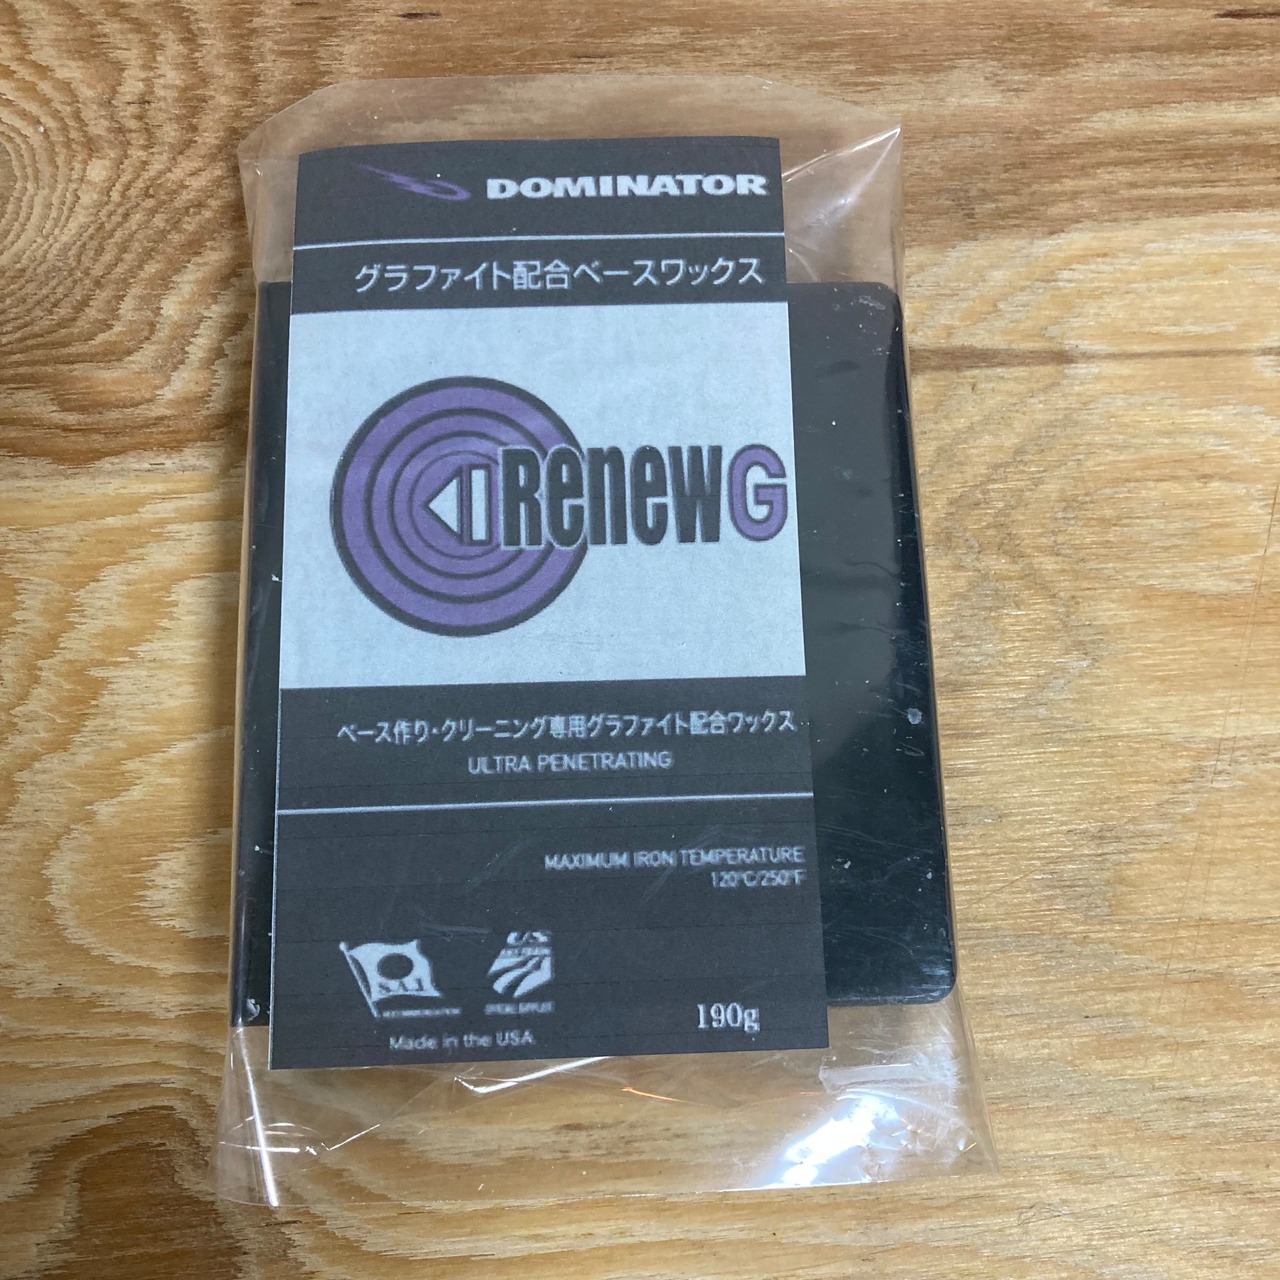 DOMINATOR
グラファイト配合ベースワックス
Renew G
ベース作り・クリーニング専用グラファイト配合ワックス
ULTRA PENETRATING
MAXIMUM IRON TEMPERATURE
120°C/250°F
SAJ
U.S.
190g
Made in the USA